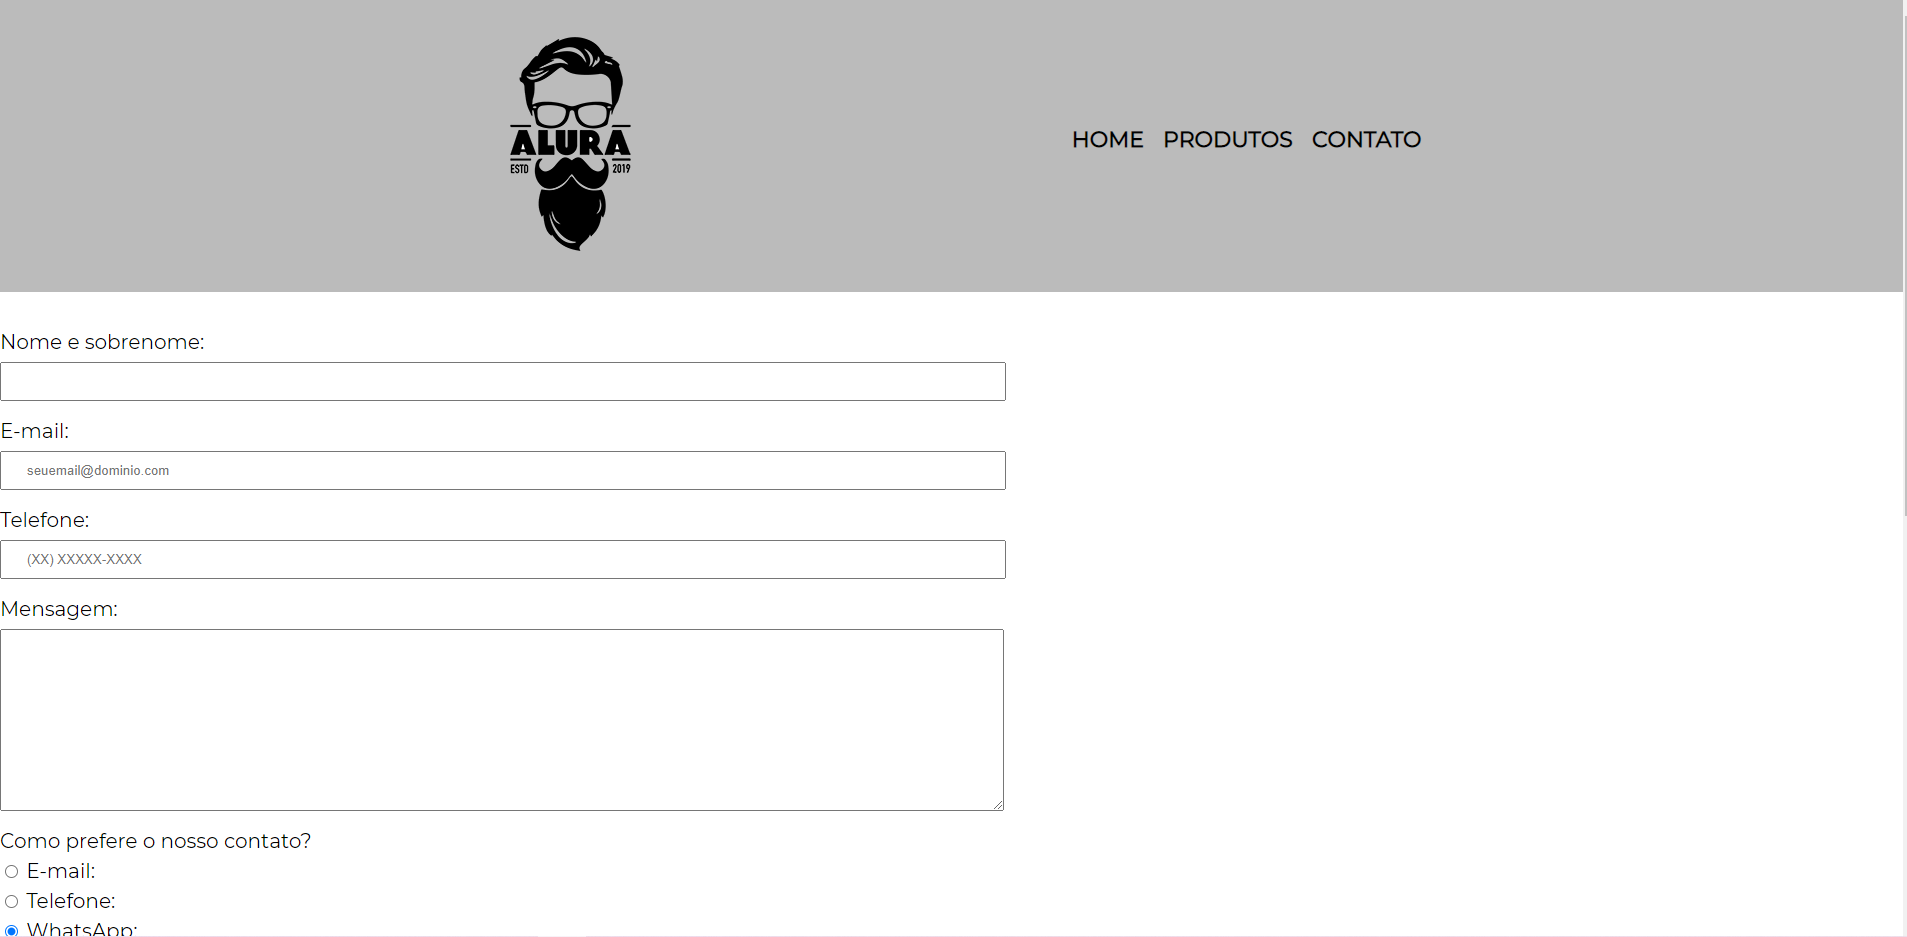 ALURA
ESTD 2019
HOME PRODUTOS CONTATO
Nome e sobrenome:
E-mail:
seuemail@dominio.com
Telefone:
(XX) XXXXX-XXXX
Mensagem:
Como prefere o nosso contato?
E-mail:
Telefone:
WhatsApp: